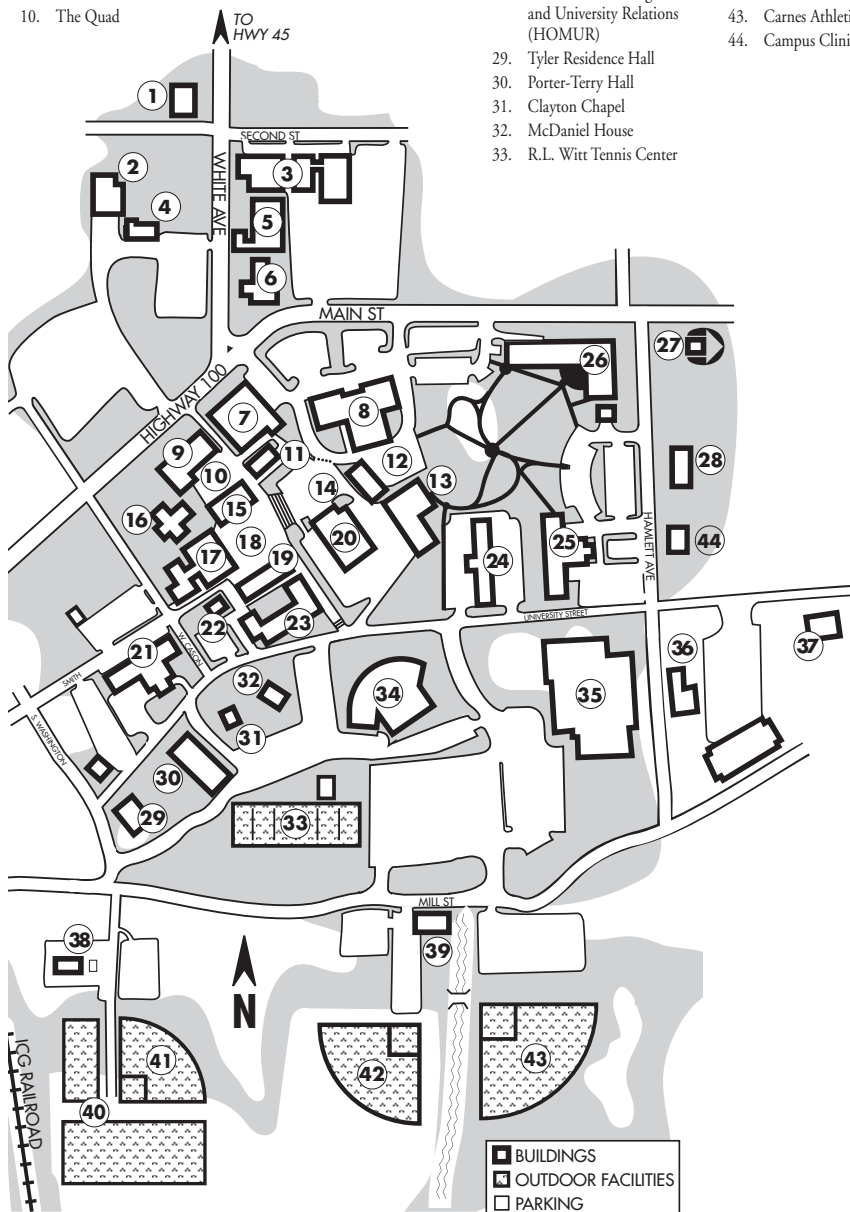 10. The Quad
and University Relations
(HOMUR)
29. Tyler Residence Hall
30. Porter-Terry Hall
31. Clayton Chapel
32. McDaniel House
33. R.L. Witt Tennis Center
43. Carnes Athleti
44. Campus Clini
TO
HWY 45
1
SECOND ST
2
WHITE AVE
3
4
5
6
MAIN ST
27
26
HIGHWAY 100
7
8
9
11
12
28
10
14
13
15
16
18
20
HAMLETT AVE
17
19
24
25
44
22
23
UNIVERSITY STREET
21
W. CASON
36
37
SMITH
32
34
35
S. WASHINGTON
31
30
29
33
MILL ST
38
39
N
ICG RAILROAD
41
42
43
40
BUILDINGS
OUTDOOR FACILITIES
PARKING